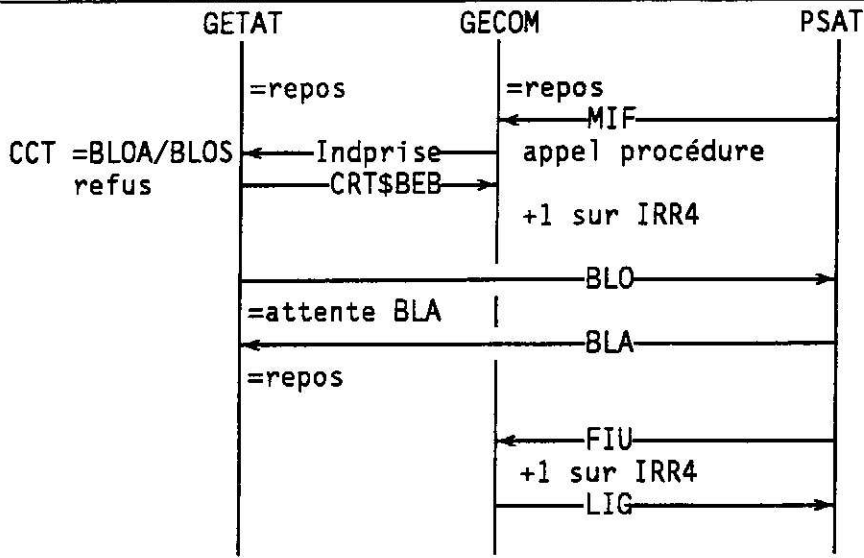 GETAT GECOM PSAT
=repos =repos
MIF
CCT =BLOA/BLOS Indprise appel procédure
refus CRT$BEB
+1 sur IRR4
BLO
=attente BLA
BLA
=repos
FIU
+1 sur IRR4
LIG